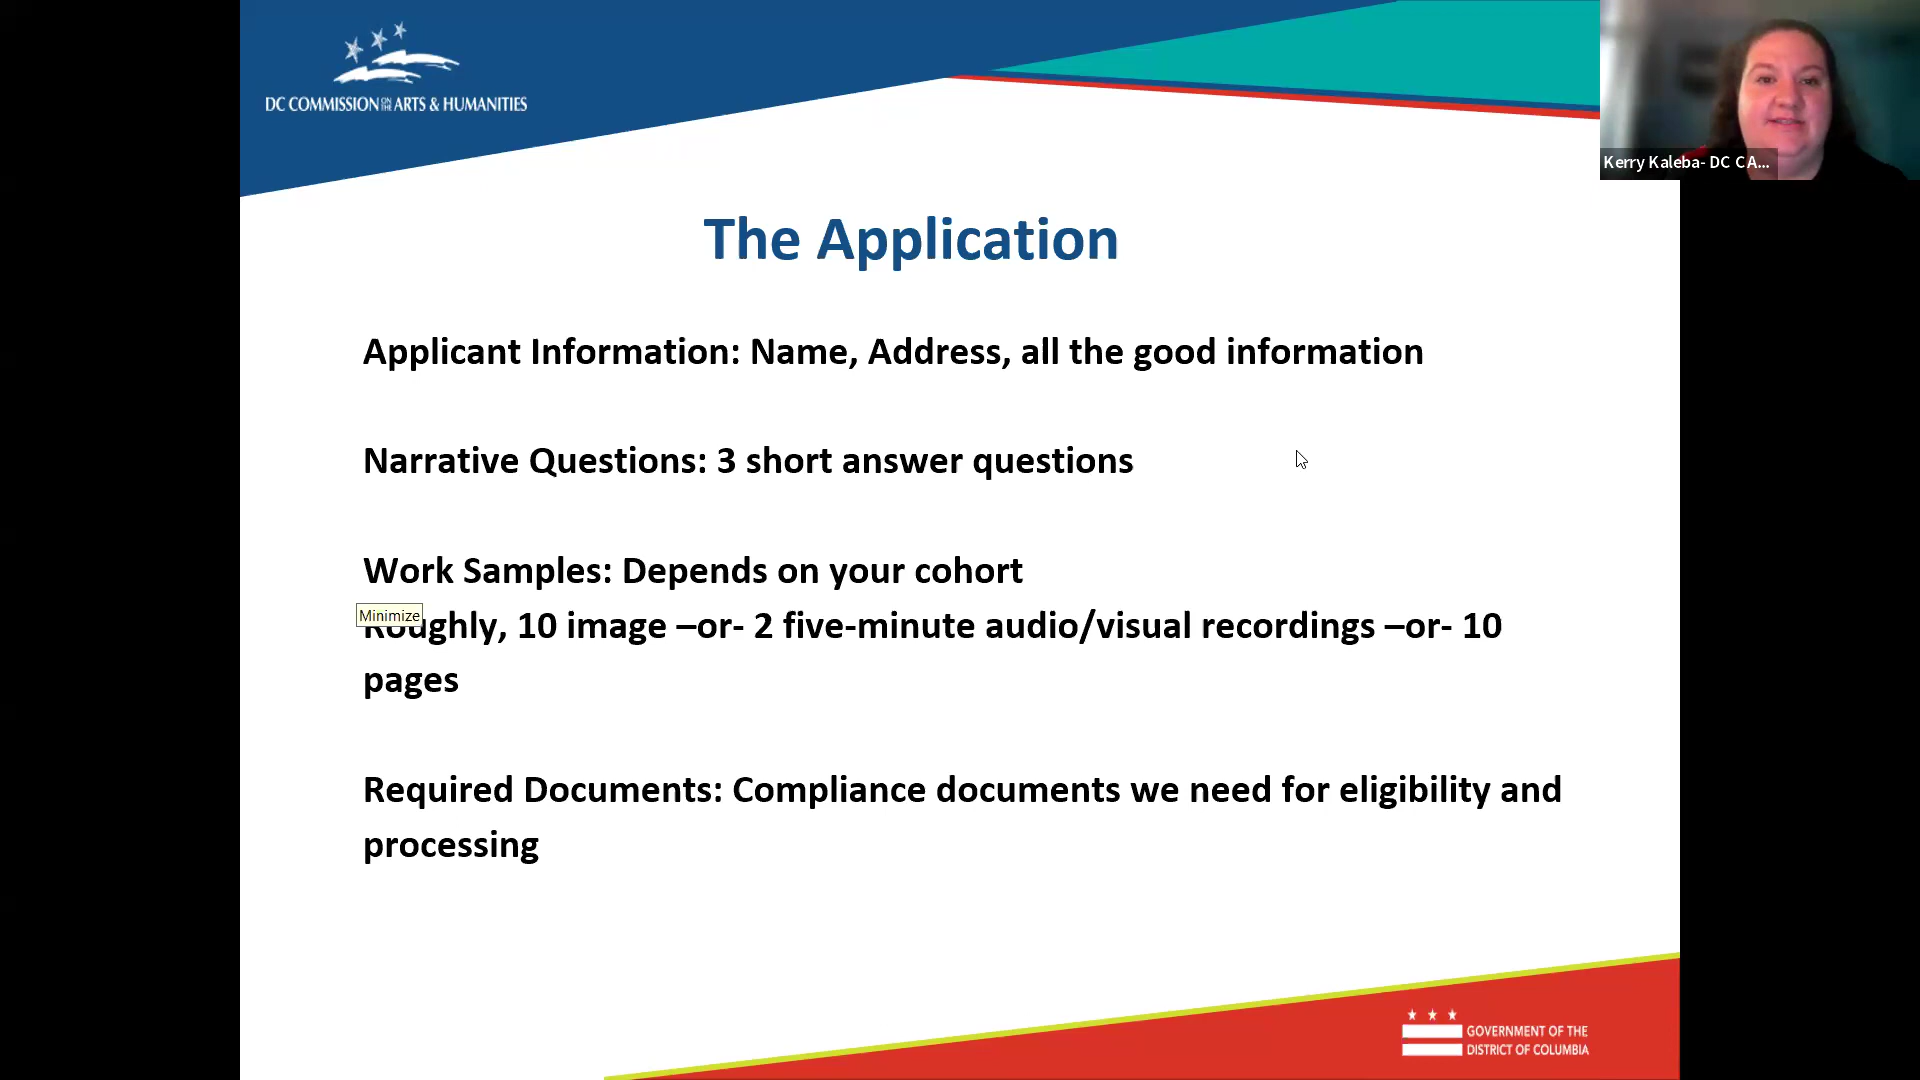 DC COMMISSION ON THE ARTS & HUMANITIES
Kerry Kaleba- DC CA...
The Application
Applicant Information: Name, Address, all the good information
Narrative Questions: 3 short answer questions
Work Samples: Depends on your cohort
Minimize
Roughly, 10 image –or- 2 five-minute audio/visual recordings –or- 10
pages
Required Documents: Compliance documents we need for eligibility and
processing
GOVERNMENT OF THE
DISTRICT OF COLUMBIA